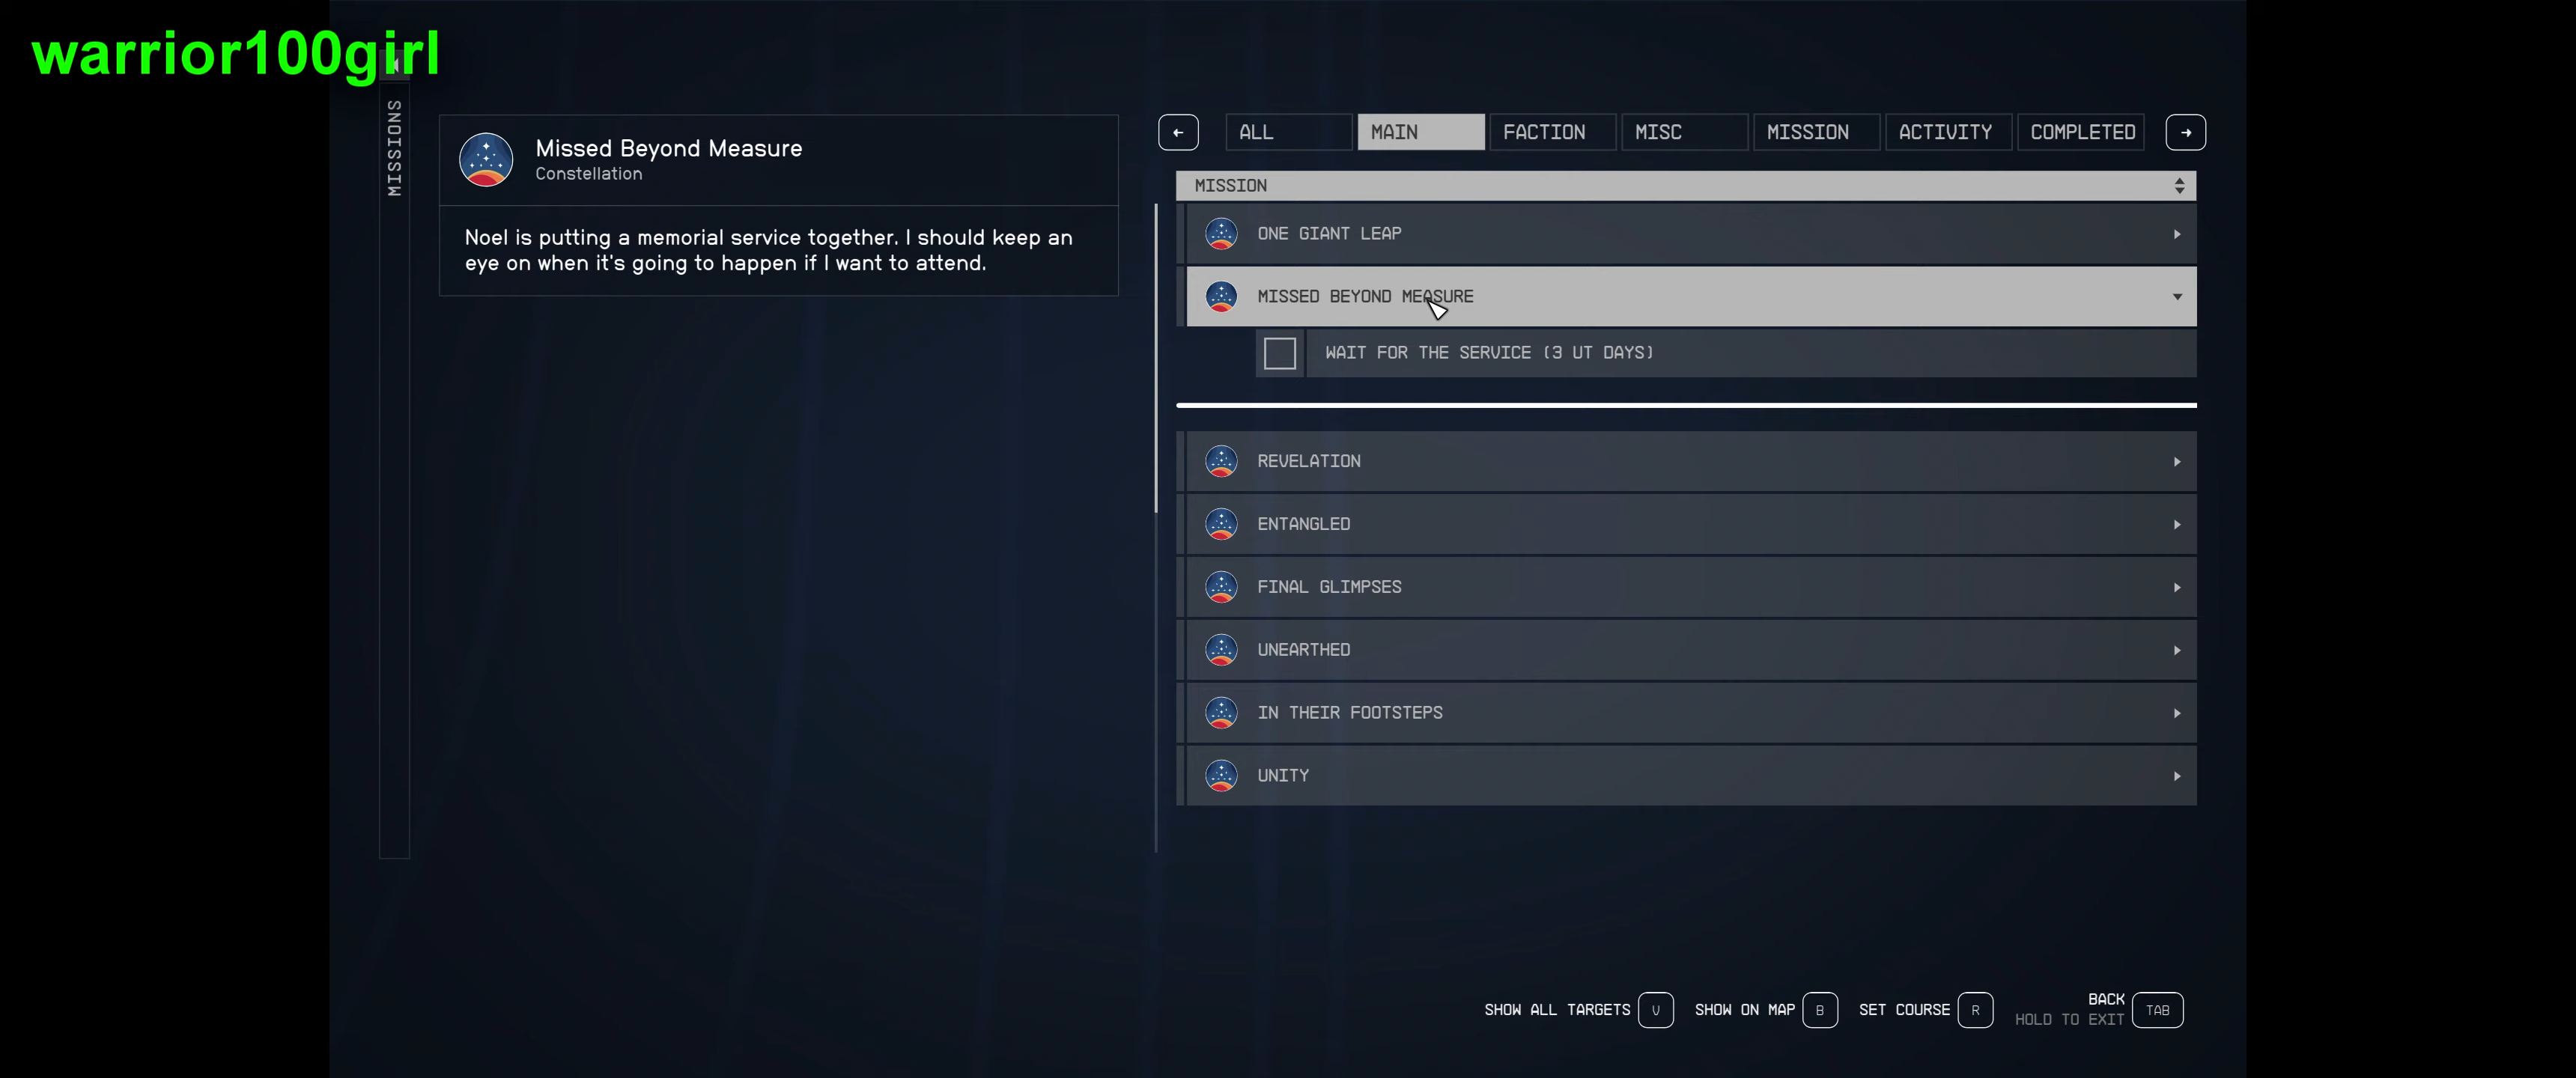 warrior100girl
MISSIONS
Missed Beyond Measure
Constellation
Noel is putting a memorial service together. I should keep an
eye on when it's going to happen if I want to attend.
ALL
MAIN
FACTION
MISC
MISSION
ACTIVITY
COMPLETED
MISSION
ONE GIANT LEAP
MISSED BEYOND MEASURE
WAIT FOR THE SERVICE (3 UT DAYS)
REVELATION
ENTANGLED
FINAL GLIMPSES
UNEARTHED
IN THEIR FOOTSTEPS
UNITY
SHOW ALL TARGETS V
SHOW ON MAP B
SET COURSE R
BACK
HOLD TO EXIT
TAB